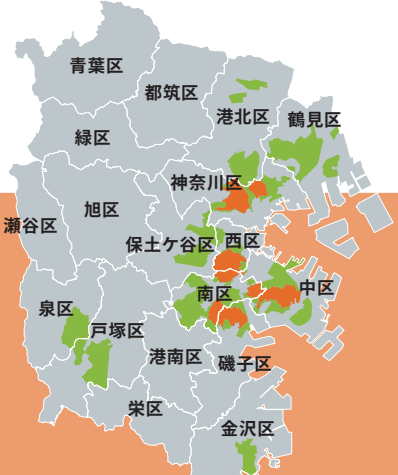 青葉区
都筑区
港北区
鶴見区
緑区
神奈川区
旭区
瀬谷区
保土ケ谷区
西区
南区
中区
泉区
戸塚区
港南区
磯子区
栄区
金沢区